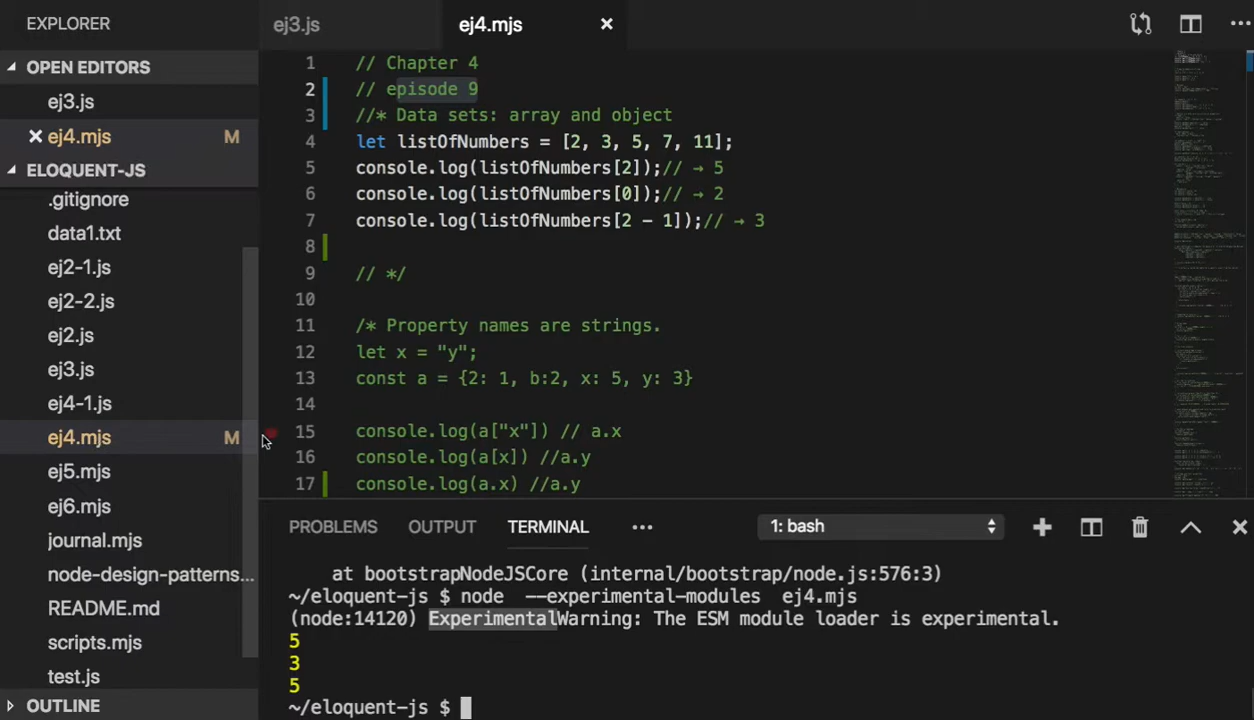 EXPLORER
ej3.js
ej4.mjs
OPEN EDITORS
ej3.js
ej4.mjs M
ELOQUENT-JS
.gitignore
data1.txt
ej2-1.js
ej2-2.js
ej2.js
ej3.js
ej4-1.js
ej4.mjs M
ej5.mjs
ej6.mjs
journal.mjs
node-design-patterns...
README.md
scripts.mjs
test.js
OUTLINE
1 // Chapter 4
2 // episode 9
3 //* Data sets: array and object
4 let listOfNumbers = [2, 3, 5, 7, 11];
5 console.log(listOfNumbers[2]);// → 5
6 console.log(listOfNumbers[0]);// → 2
7 console.log(listOfNumbers[2 - 1]);// → 3
8
9 // */
10
11 /* Property names are strings.
12 let x = "y";
13 const a = {2: 1, b:2, x: 5, y: 3}
14
15 console.log(a["x"]) // a.x
16 console.log(a[x]) //a.y
17 console.log(a.x) //a.y
PROBLEMS OUTPUT TERMINAL ... 1: bash
at bootstrapNodeJSCore (internal/bootstrap/node.js:576:3)
~/eloquent-js $ node --experimental-modules ej4.mjs
(node:14120) ExperimentalWarning: The ESM module loader is experimental.
5
3
5
~/eloquent-js $